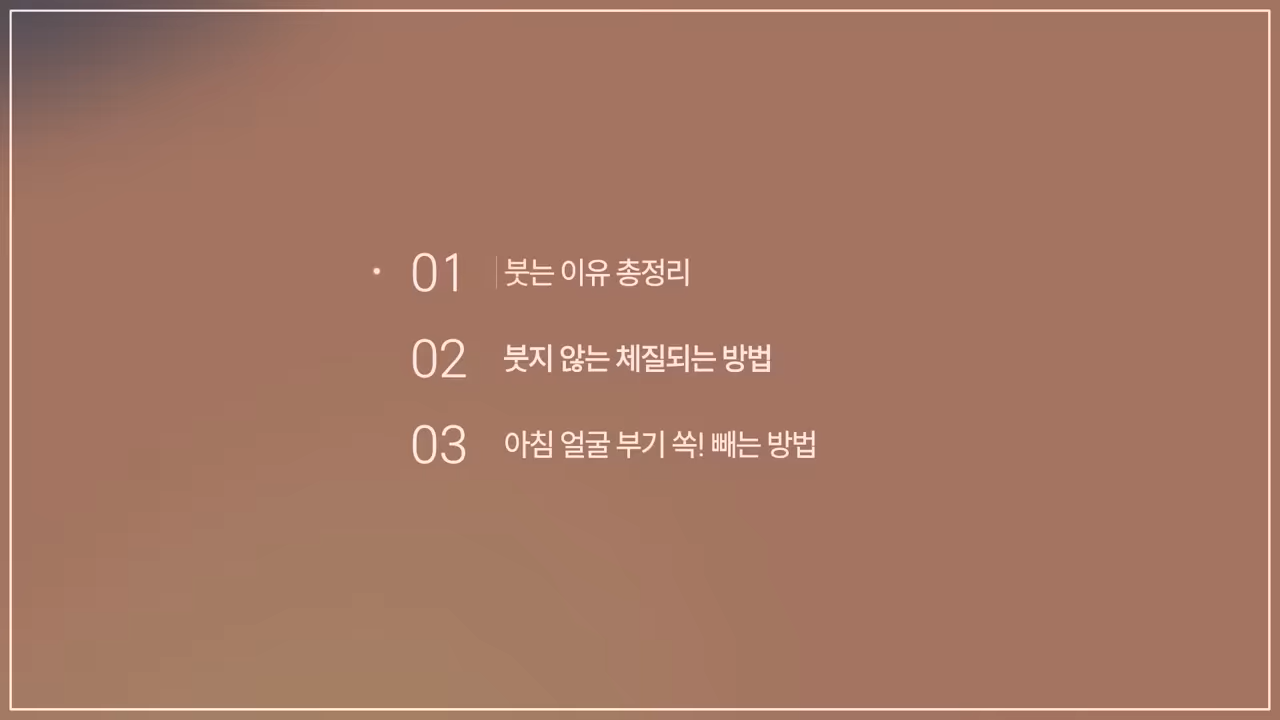 01 붓는 이유 총정리
02 붓지 않는 체질되는 방법
03 아침 얼굴 부기 쏙! 빼는 방법